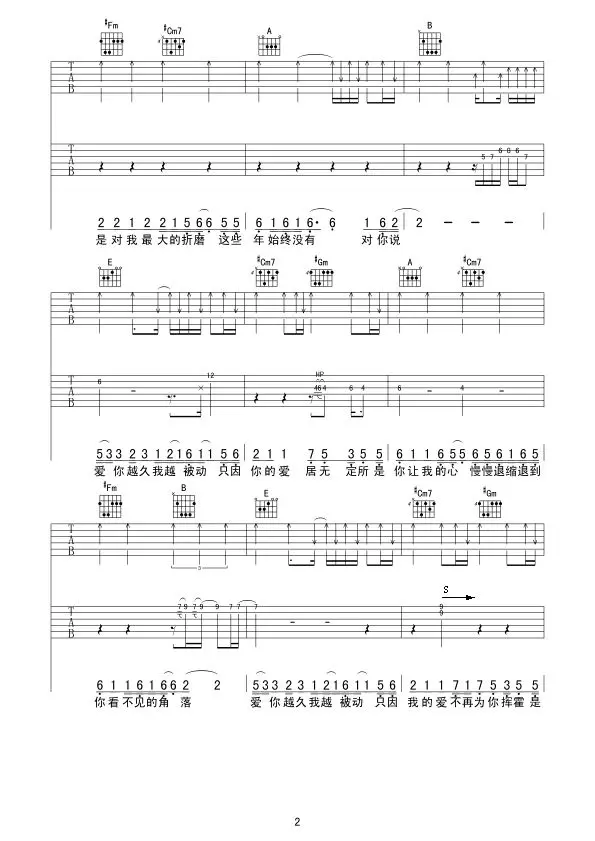 #Fm #Cm7 A B
T A B
T A B
5 7 6 8 6 7
2 2 1 2 2 1 5 6 6 5 5 6 1 6 1 6· 6 1 6 2 2 - - -
是对我最大的折磨 这些 年始终没有 对你说
E #Cm7 #Gm A #Cm7
T A B
HP
T A B 6 - 12 464 6 4 6 - 4 -
5 3 3 2 3 1 2 1 6 1 1 5 6 2 1 1 7 5 3 5 5 1 1 1 6 5 5 6 5 6 1 6 5
爱 你越久我越 被动 只因 你的爱 居无 定所是 你让我的心 慢慢退缩退到
#Fm B E #Cm7 #Gm
T A B
3
S
T A B 7 9 7 9 9 7 7 7 - - 9 9
6 1 1 6 1 6 6 2 2 5 3 3 2 3 1 2 1 6 1 1 5 6 2 1 1 7 1 7 5 3 5 5
你看不见的角 落 爱 你越久我越 被动 只因 我的爱不再为你挥霍是
2